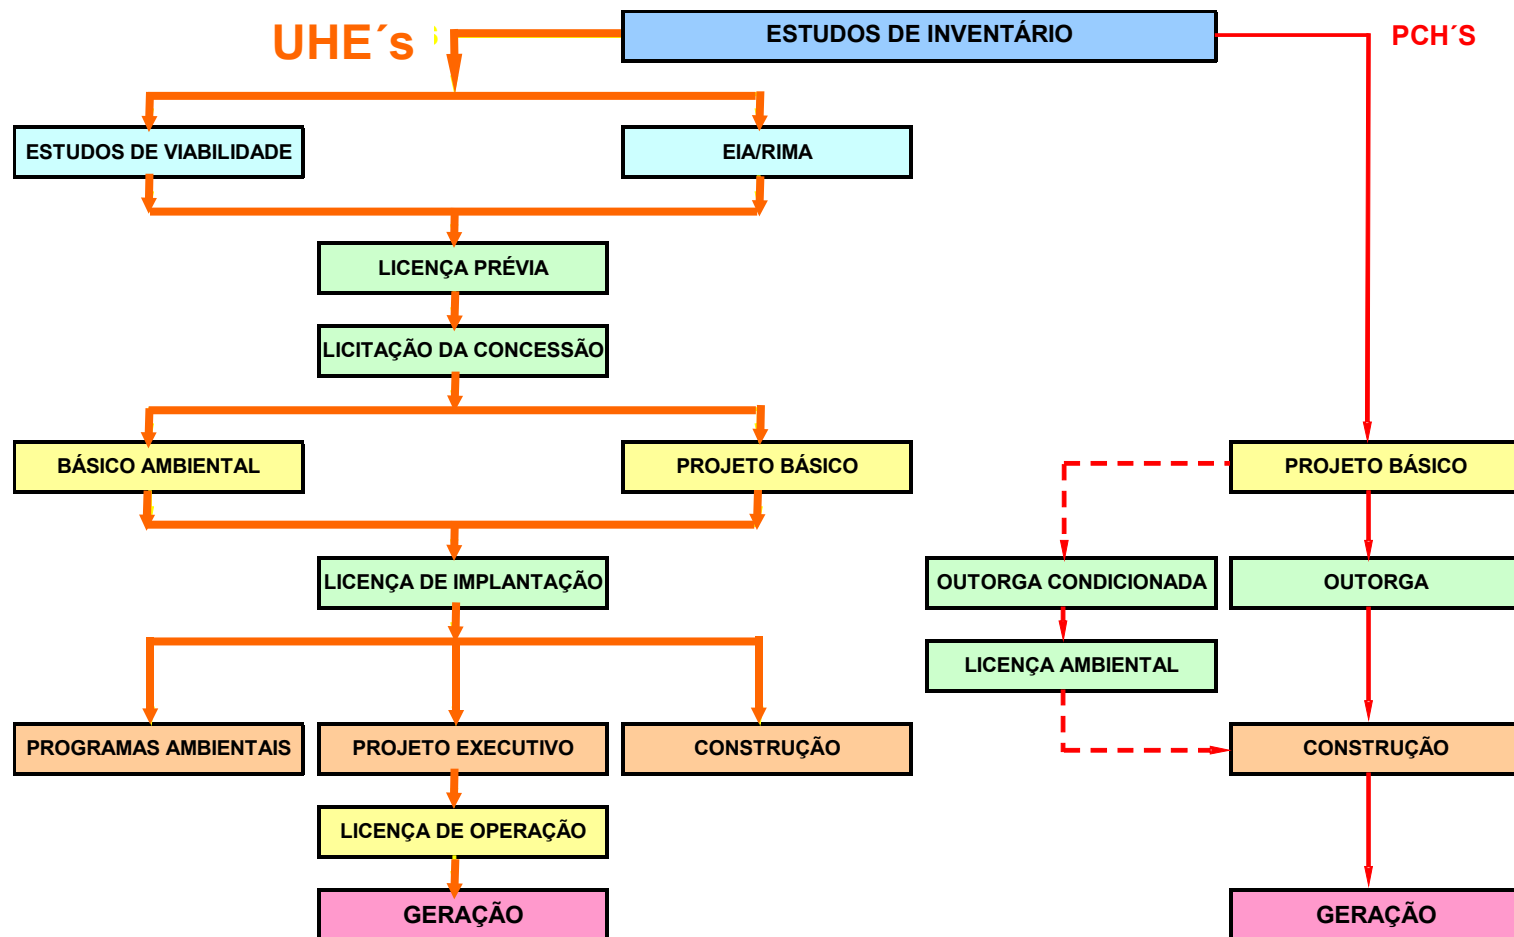 UHE´s
ESTUDOS DE INVENTÁRIO
PCH´S
ESTUDOS DE VIABILIDADE
EIA/RIMA
LICENÇA PRÉVIA
LICITAÇÃO DA CONCESSÃO
BÁSICO AMBIENTAL
PROJETO BÁSICO
PROJETO BÁSICO
LICENÇA DE IMPLANTAÇÃO
OUTORGA CONDICIONADA
OUTORGA
LICENÇA AMBIENTAL
PROGRAMAS AMBIENTAIS
PROJETO EXECUTIVO
CONSTRUÇÃO
CONSTRUÇÃO
LICENÇA DE OPERAÇÃO
GERAÇÃO
GERAÇÃO